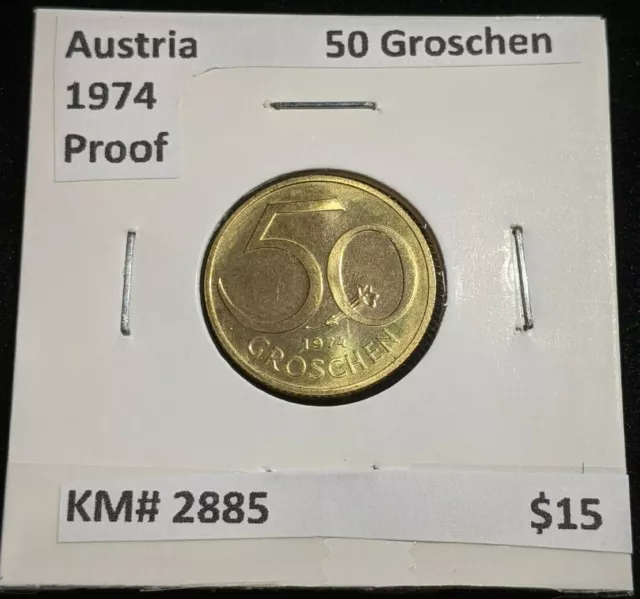 Austria 50 Groschen
1974
Proof
50
1974
GROSCHEN
KM# 2885 $15